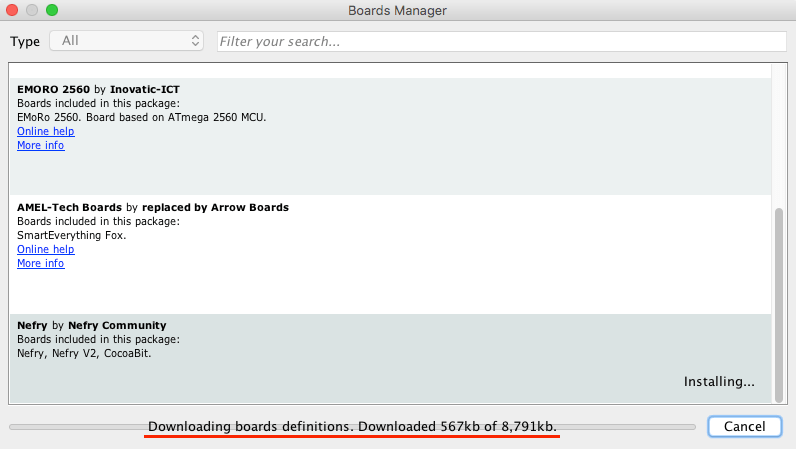 Boards Manager
Type All Filter your search...
EMORO 2560 by Inovatic-ICT
Boards included in this package:
EMoRo 2560. Board based on ATmega 2560 MCU.
Online help
More info
AMEL-Tech Boards by replaced by Arrow Boards
Boards included in this package:
SmartEverything Fox.
Online help
More info
Nefry by Nefry Community
Boards included in this package:
Nefry, Nefry V2, CocoaBit.
Installing...
Downloading boards definitions. Downloaded 567kb of 8,791kb.
Cancel